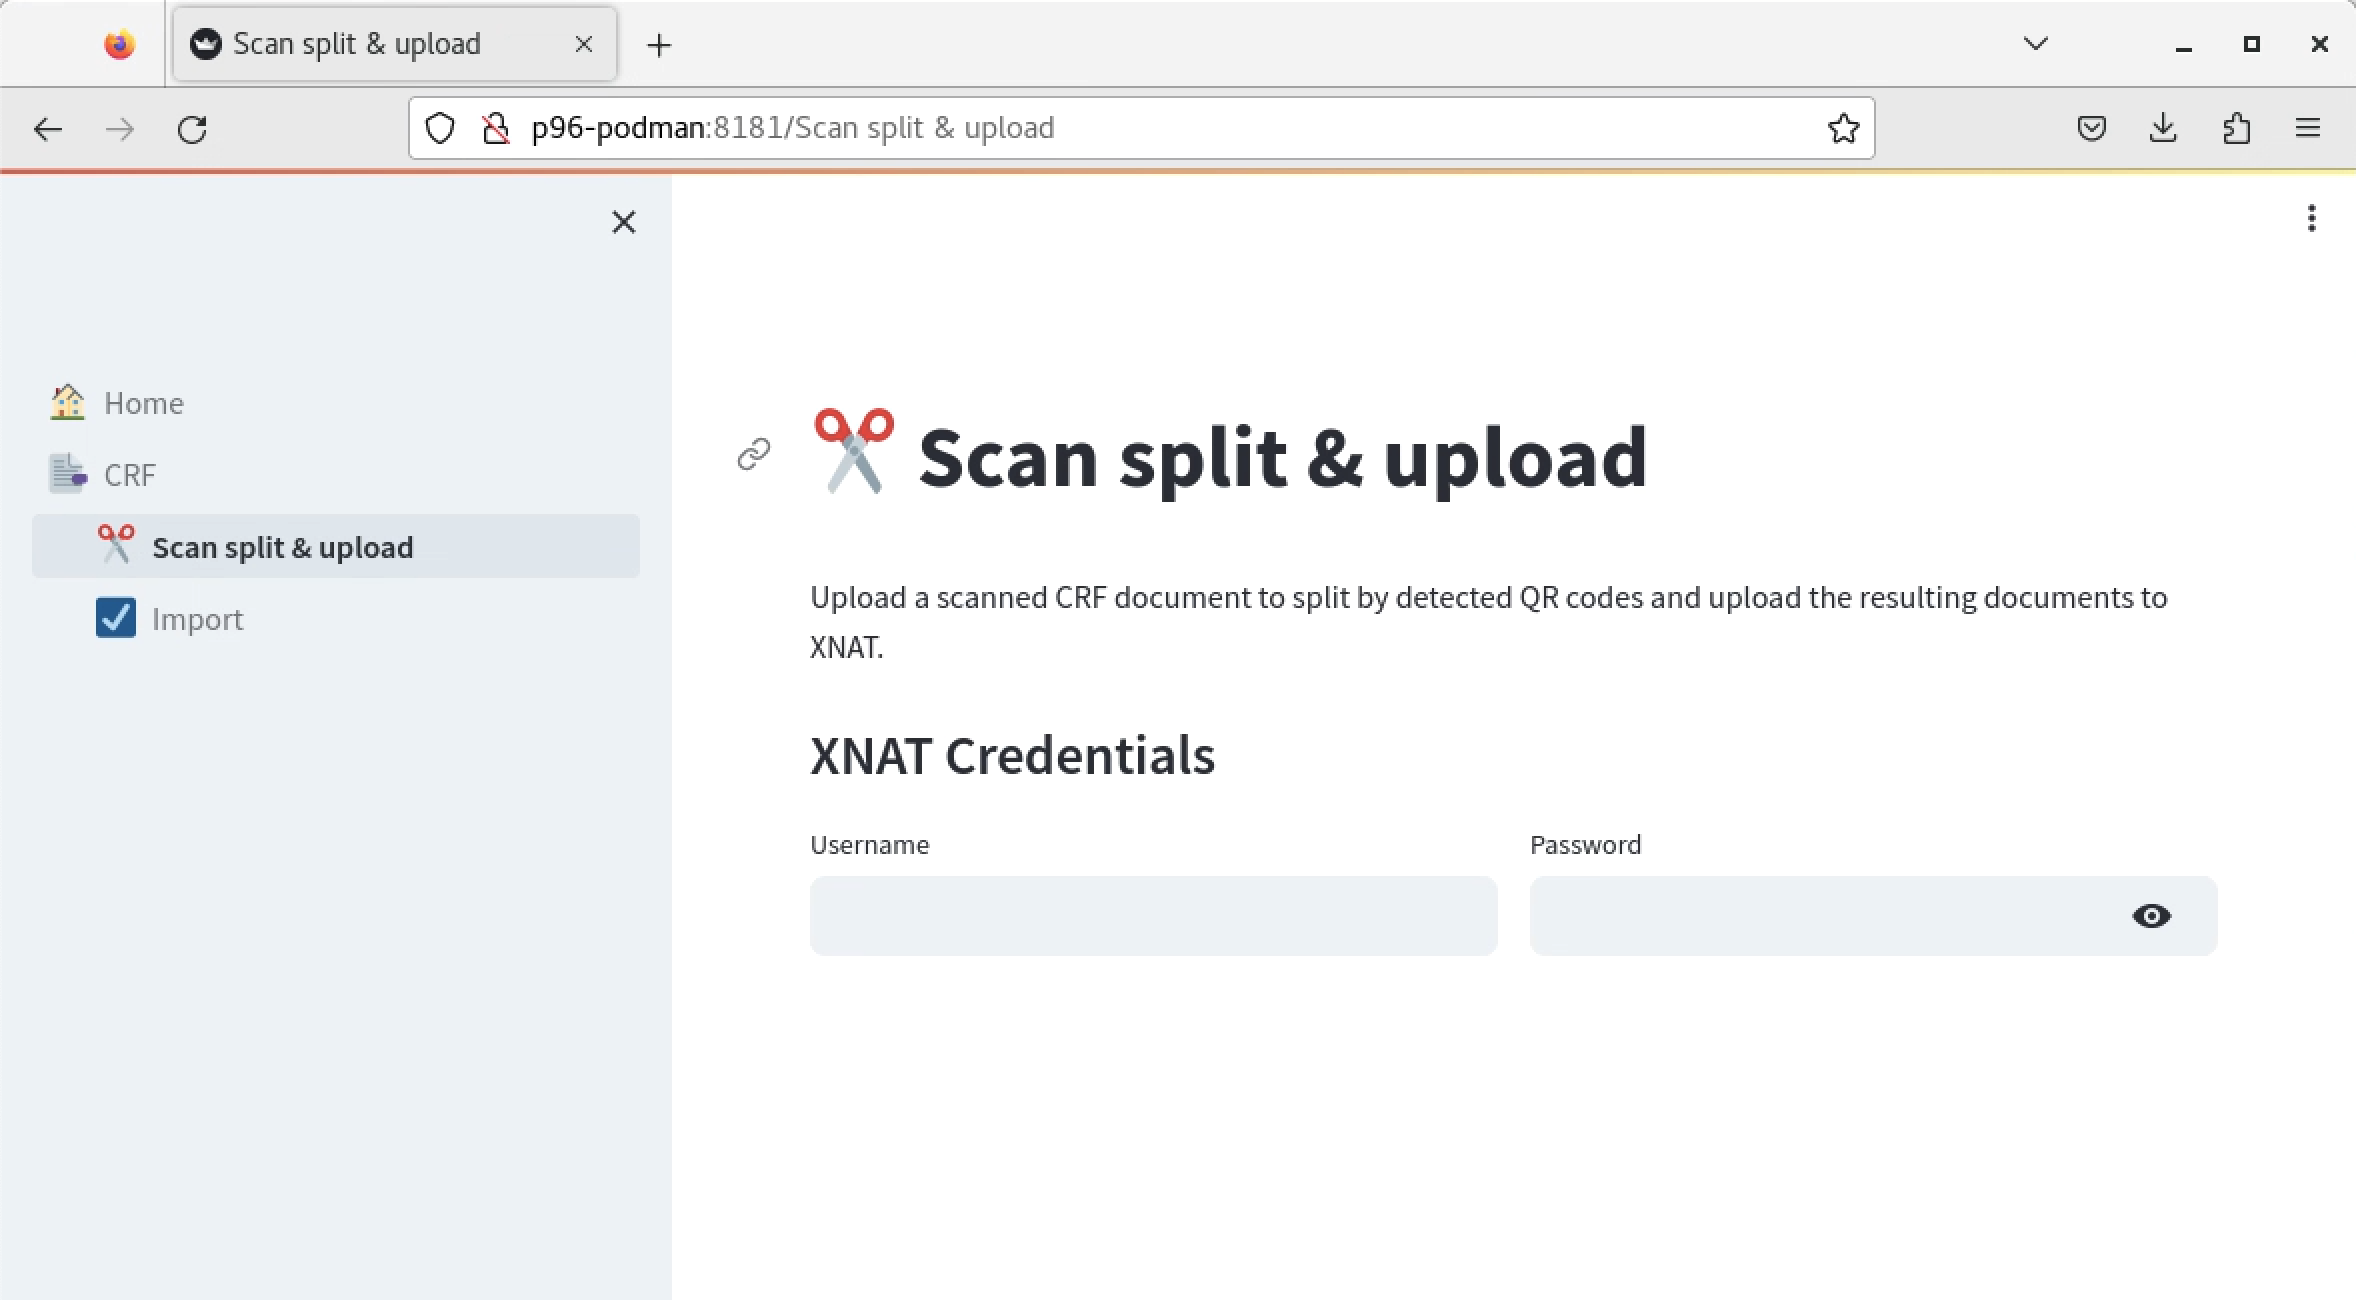 Scan split & upload
p96-podman:8181/Scan split & upload
Home
CRF
Scan split & upload
Import
Scan split & upload
Upload a scanned CRF document to split by detected QR codes and upload the resulting documents to
XNAT.
XNAT Credentials
Username
Password